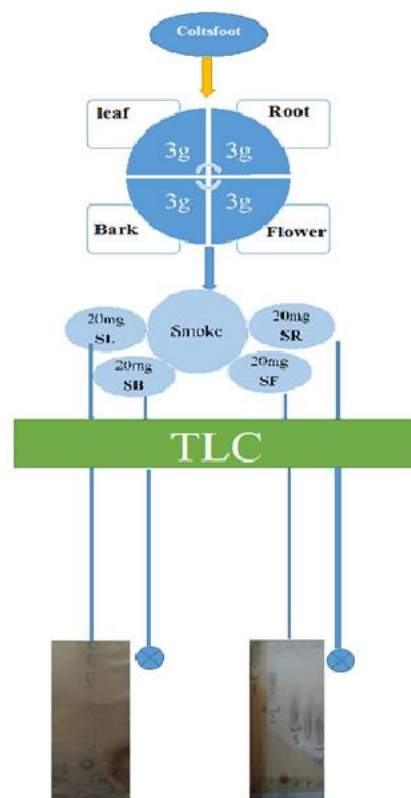 Coltsfoot
leaf
Root
3g
3g
3g
3g
Bark
Flower
20mg
SL
Smoke
20mg
SR
20mg
SB
20mg
SF
TLC